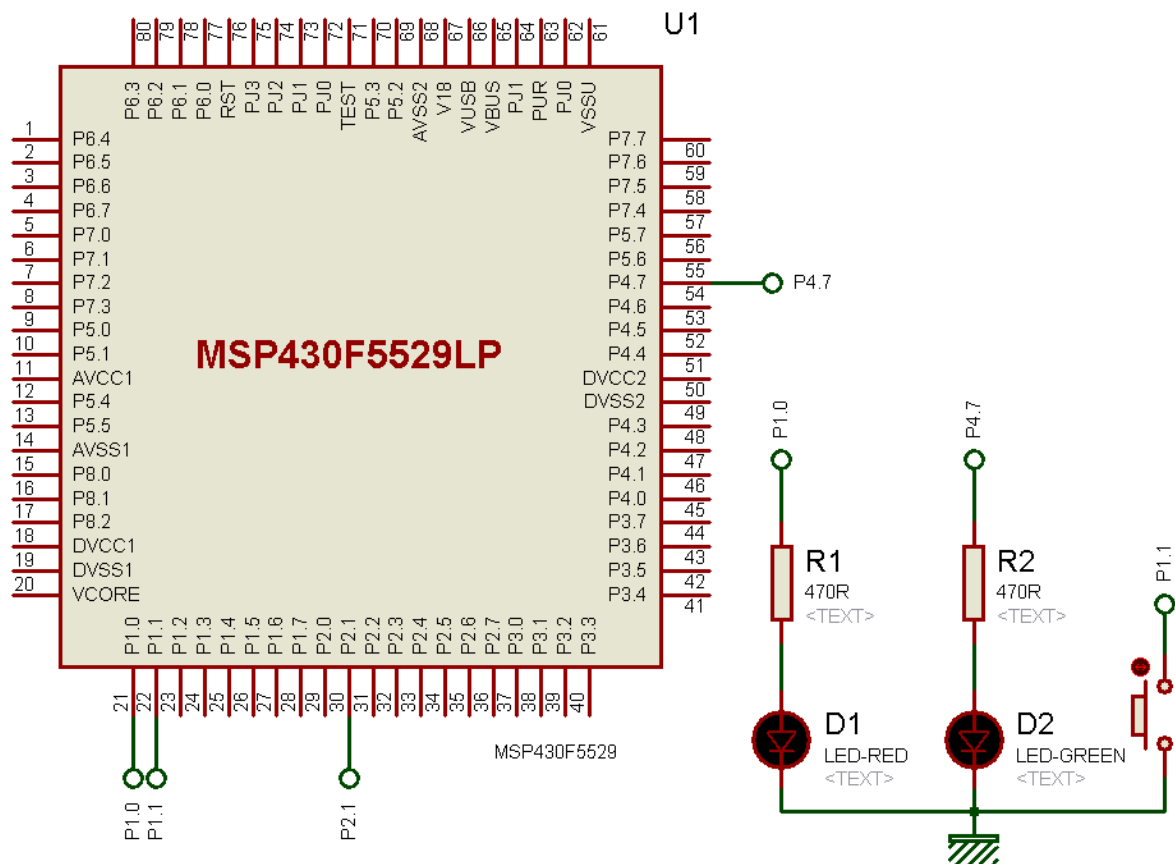 U1
80 79 78 77 76 75 74 73 72 71 70 69 68 67 66 65 64 63 62 61
P6.3 P6.2 P6.1 P6.0 RST PJ3 PJ2 PJ1 PJ0 TEST P5.3 P5.2 AVSS2 V18 VUSB VBUS PJ1 PUR PJ0 VSSU
1 P6.4
2 P6.5
3 P6.6
4 P6.7
5 P7.0
6 P7.1
7 P7.2
8 P7.3
9 P5.0
10 P5.1
11 AVCC1
12 P5.4
13 P5.5
14 AVSS1
15 P8.0
16 P8.1
17 P8.2
18 DVCC1
19 DVSS1
20 VCORE
MSP430F5529LP
P7.7 60
P7.6 59
P7.5 58
P7.4 57
P5.7 56
P5.6 55
P4.7 54
P4.6 53
P4.5 52
P4.4 51
DVCC2 50
DVSS2 49
P4.3 48
P4.2 47
P4.1 46
P4.0 45
P3.7 44
P3.6 43
P3.5 42
P3.4 41
P4.7
P1.0 P1.1 P1.2 P1.3 P1.4 P1.5 P1.6 P1.7 P2.0 P2.1 P2.2 P2.3 P2.4 P2.5 P2.6 P2.7 P3.0 P3.1 P3.2 P3.3
21 22 23 24 25 26 27 28 29 30 31 32 33 34 35 36 37 38 39 40
MSP430F5529
P1.0
P1.1
P2.1
P1.0
P4.7
P1.1
R1
470R
<TEXT>
R2
470R
<TEXT>
D1
LED-RED
<TEXT>
D2
LED-GREEN
<TEXT>